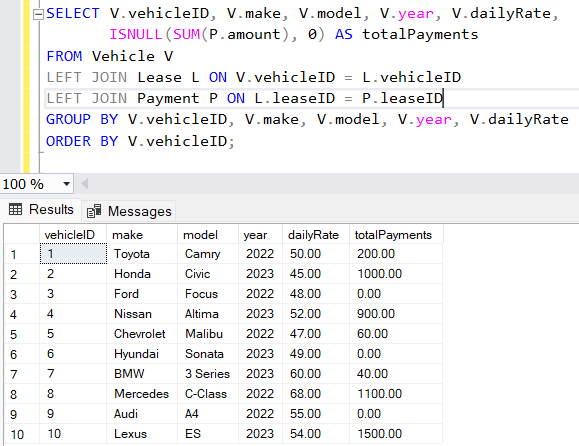 SELECT V.vehicleID, V.make, V.model, V.year, V.dailyRate,
ISNULL(SUM(P.amount), 0) AS totalPayments
FROM Vehicle V
LEFT JOIN Lease L ON V.vehicleID = L.vehicleID
LEFT JOIN Payment P ON L.leaseID = P.leaseID
GROUP BY V.vehicleID, V.make, V.model, V.year, V.dailyRate
ORDER BY V.vehicleID;
100 %
Results Messages
vehicleID make model year dailyRate totalPayments
1 1 Toyota Camry 2022 50.00 200.00
2 2 Honda Civic 2023 45.00 1000.00
3 3 Ford Focus 2022 48.00 0.00
4 4 Nissan Altima 2023 52.00 900.00
5 5 Chevrolet Malibu 2022 47.00 60.00
6 6 Hyundai Sonata 2023 49.00 0.00
7 7 BMW 3 Series 2023 60.00 40.00
8 8 Mercedes C-Class 2022 68.00 1100.00
9 9 Audi A4 2022 55.00 0.00
10 10 Lexus ES 2023 54.00 1500.00